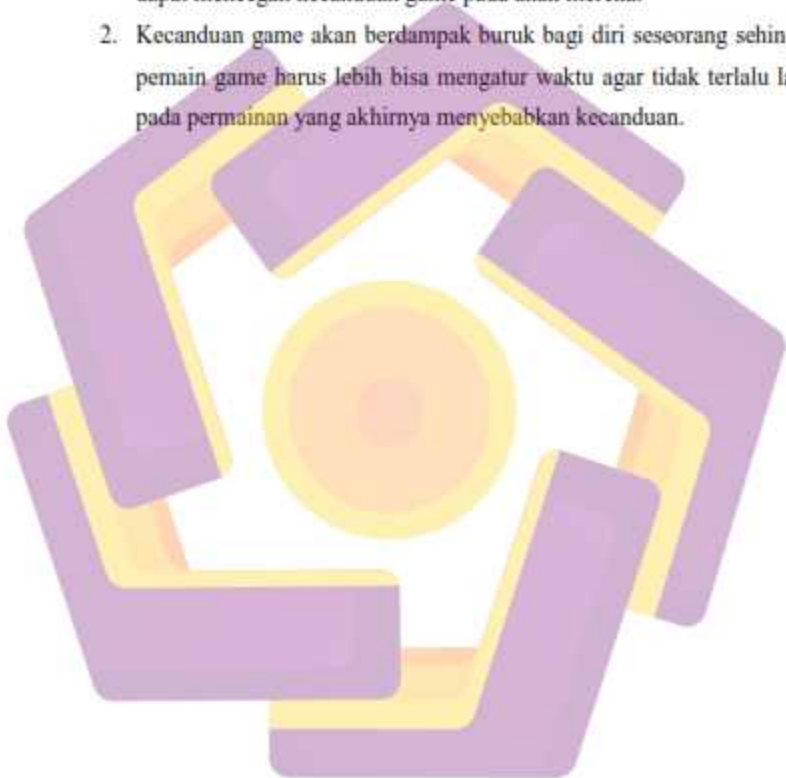 2. Kecanduan game akan berdampak buruk bagi diri seseorang sehin
pemain game harus lebih bisa mengatur waktu agar tidak terlalu la
pada permainan yang akhirnya menyebabkan kecanduan.